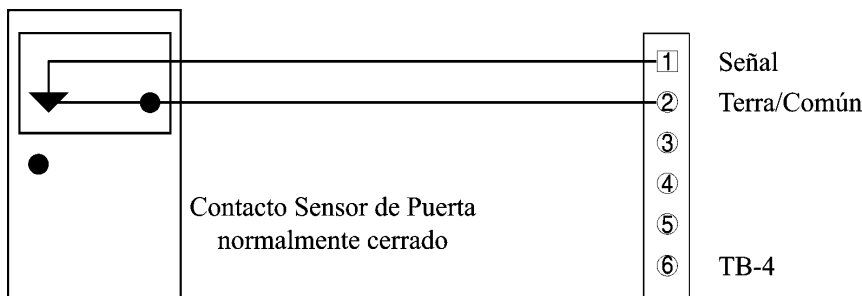 1 Señal
2 Terra/Común
3
4
Contacto Sensor de Puerta
5
normalmente cerrado
6 TB-4